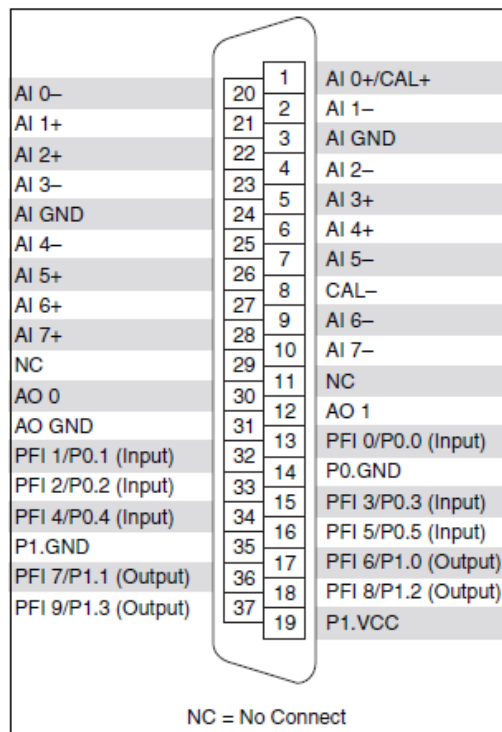 1 AI 0+/CAL+
AI 0– 20
2 AI 1–
AI 1+ 21
3 AI GND
AI 2+ 22
4 AI 2–
AI 3– 23
5 AI 3+
AI GND 24
6 AI 4+
AI 4– 25
7 AI 5–
AI 5+ 26
8 CAL–
AI 6+ 27
9 AI 6–
AI 7+ 28
10 AI 7–
NC 29
11 NC
AO 0 30
12 AO 1
AO GND 31
13 PFI 0/P0.0 (Input)
PFI 1/P0.1 (Input) 32
14 P0.GND
PFI 2/P0.2 (Input) 33
15 PFI 3/P0.3 (Input)
PFI 4/P0.4 (Input) 34
16 PFI 5/P0.5 (Input)
P1.GND 35
17 PFI 6/P1.0 (Output)
PFI 7/P1.1 (Output) 36
18 PFI 8/P1.2 (Output)
PFI 9/P1.3 (Output) 37
19 P1.VCC
NC = No Connect